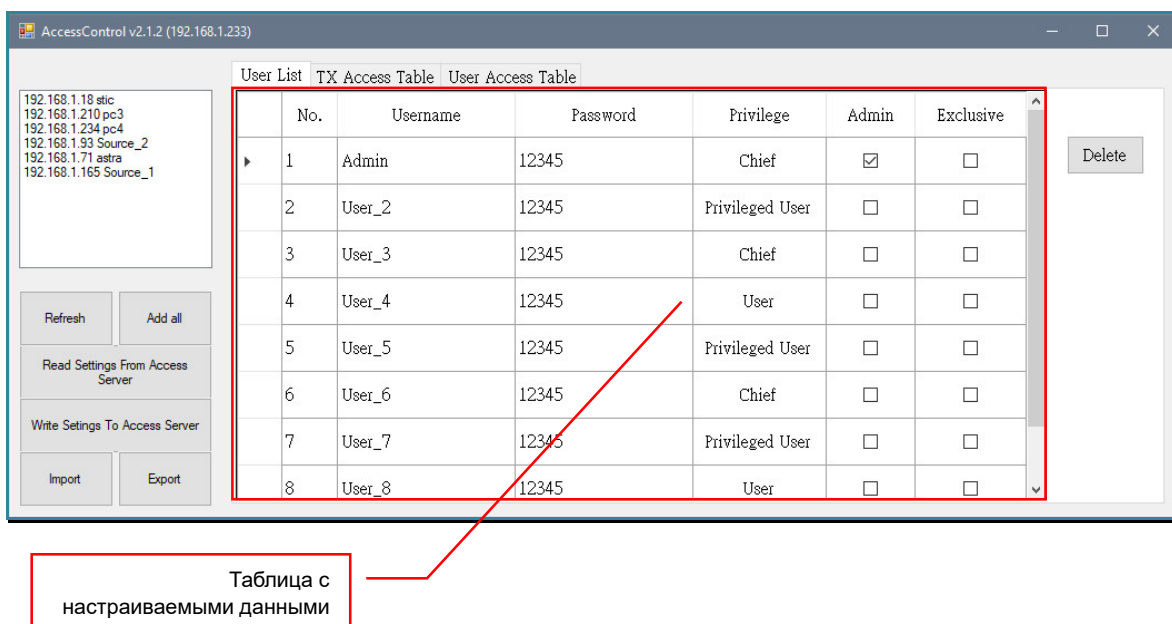 AccessControl v2.1.2 (192.168.1.233)
User List TX Access Table User Access Table
192.168.1.18 stic
192.168.1.210 pc3
192.168.1.234 pc4
192.168.1.93 Source_2
192.168.1.71 astra
192.168.1.165 Source_1
Refresh Add all
Read Settings From Access
Server
Write Setings To Access Server
Import Export
No. Username Password Privilege Admin Exclusive
1 Admin 12345 Chief
2 User_2 12345 Privileged User
3 User_3 12345 Chief
4 User_4 12345 User
5 User_5 12345 Privileged User
6 User_6 12345 Chief
7 User_7 12345 Privileged User
8 User_8 12345 User
Delete
Таблица с
настраиваемыми данными